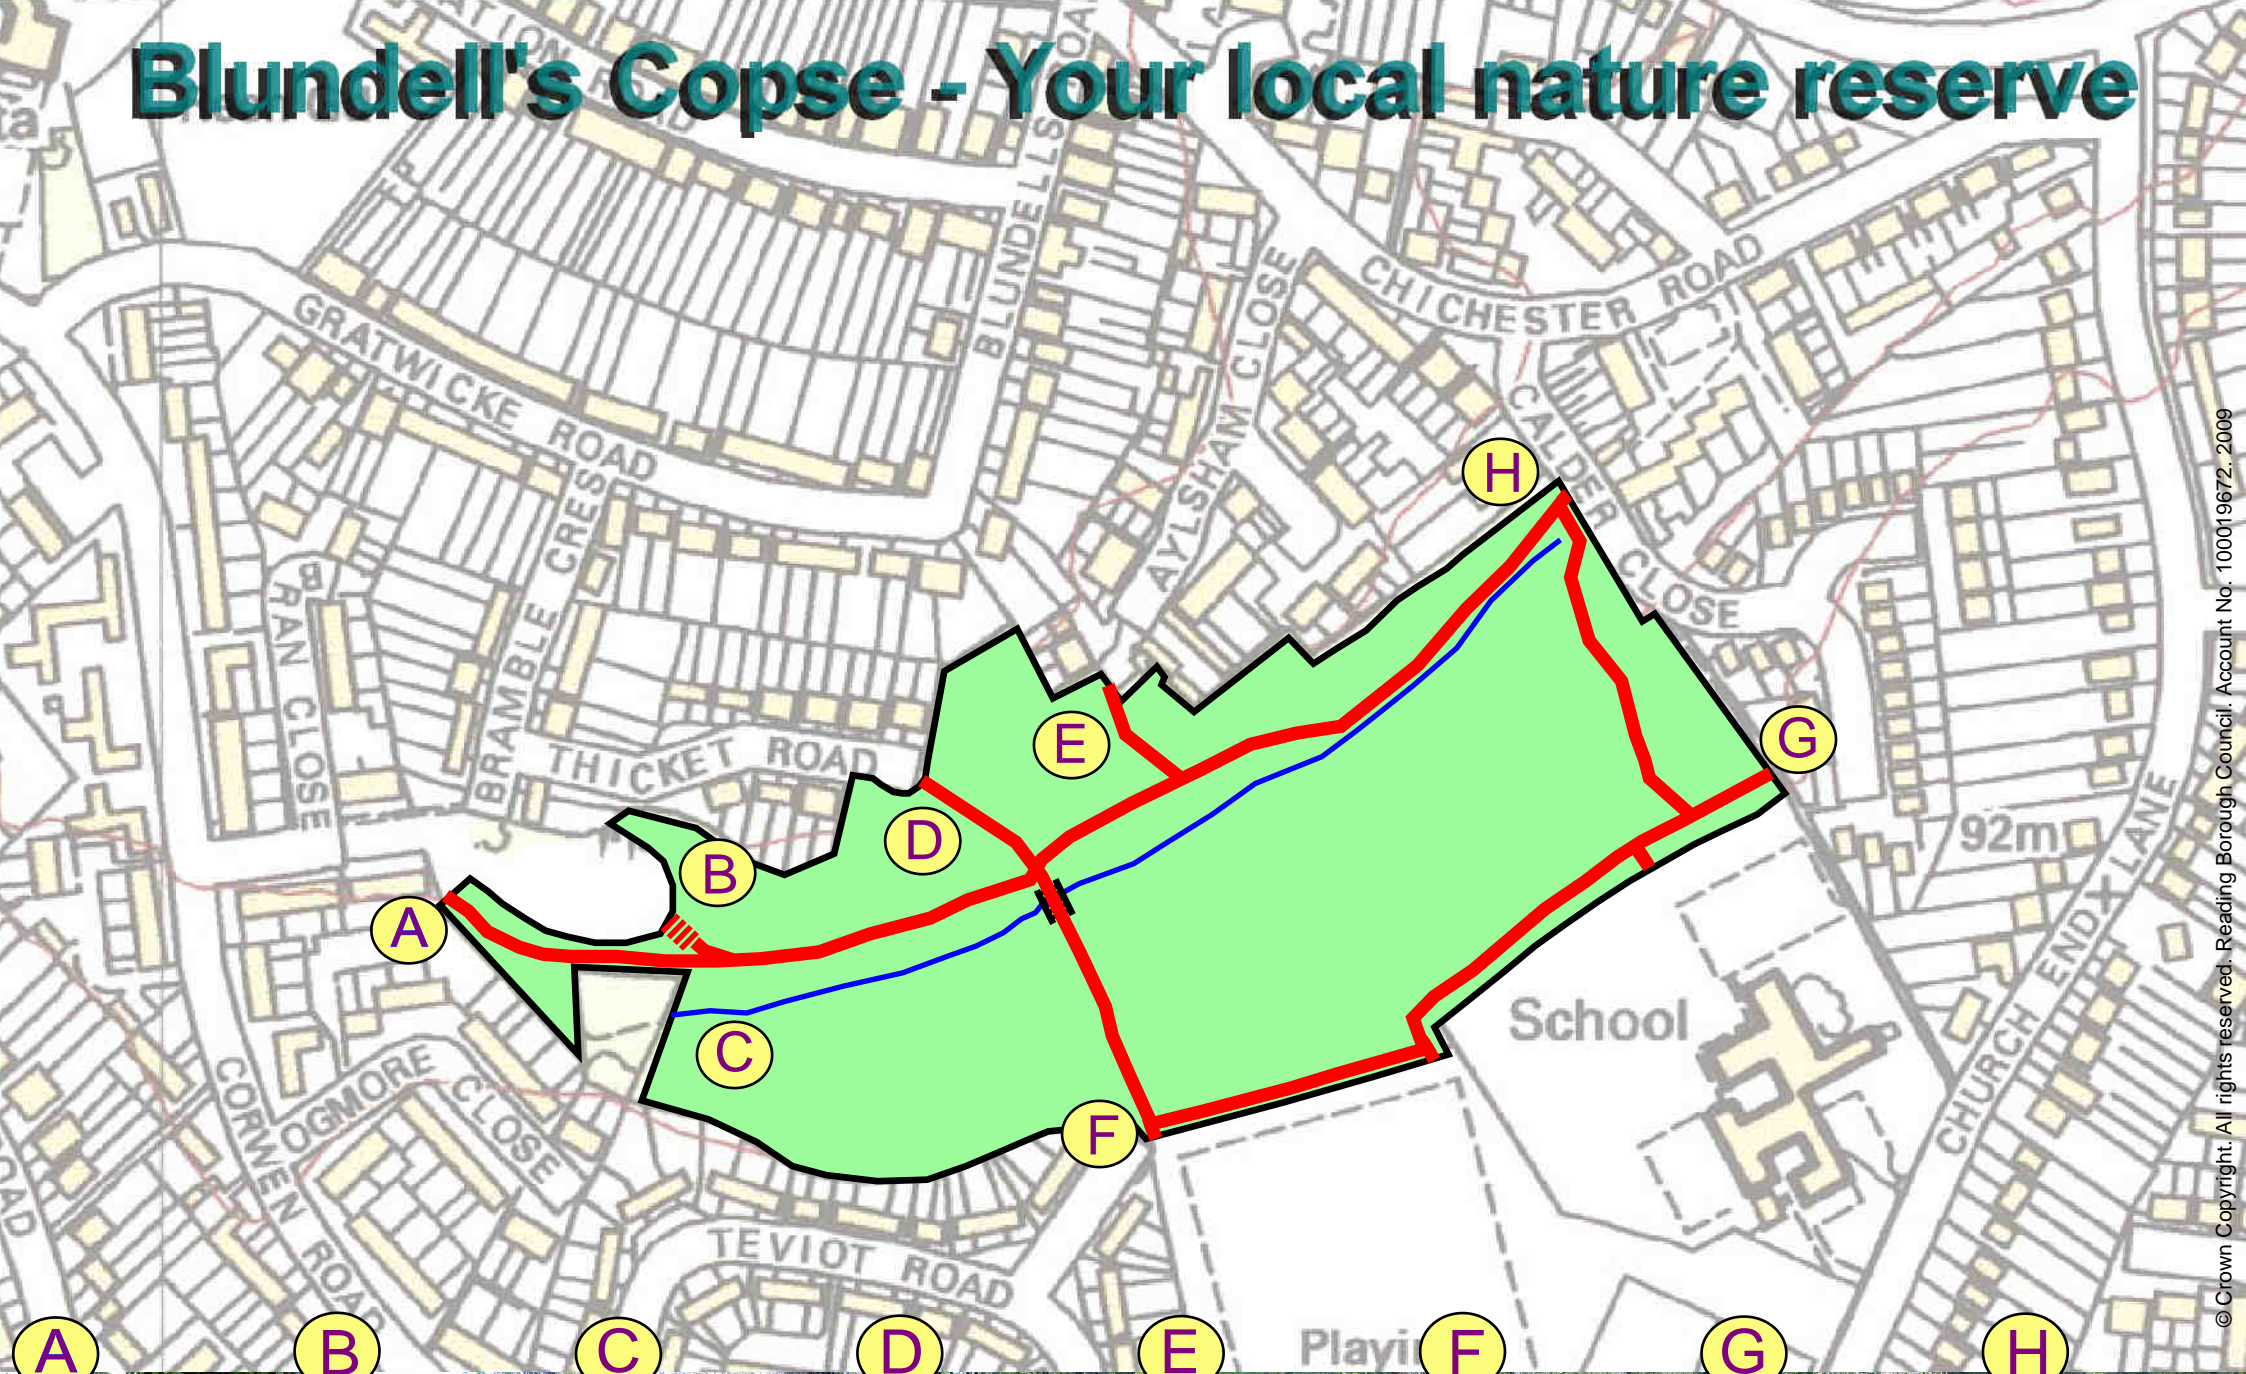 Blundell's Copse - Your local nature reserve
BLUNDELLS
CHICHESTER ROAD
GRATWICKE ROAD
AYLSHAM CLOSE
CALDER CLOSE
BRAMBLE CRES
BRAN CLOSE
THICKET ROAD
H
E
G
D
B
A
C
F
92m
School
CHURCH END LANE
CORWEN ROAD
OGMORE CLOSE
TEVIOT ROAD
OAD
A
B
C
D
E
F
G
H
© Crown Copyright. All rights reserved. Reading Borough Council. Account No. 100019672. 2009